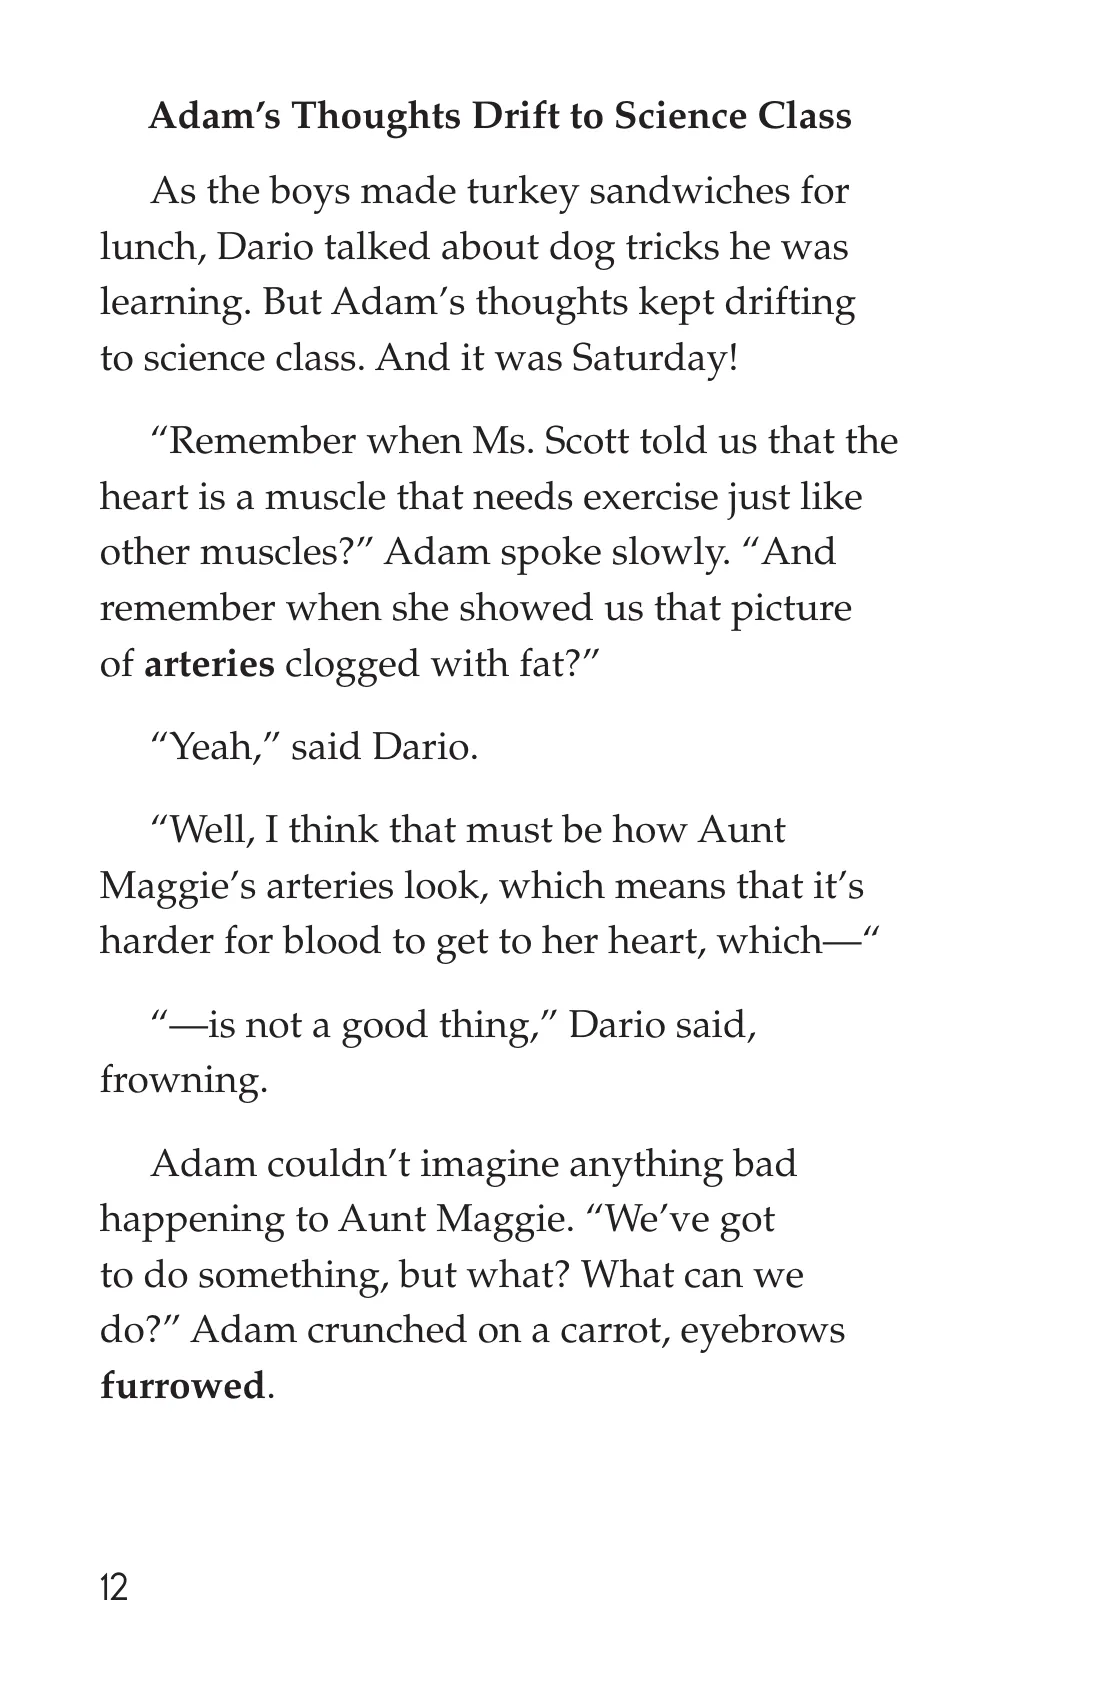 Adam’s Thoughts Drift to Science Class
As the boys made turkey sandwiches for
lunch, Dario talked about dog tricks he was
learning. But Adam’s thoughts kept drifting
to science class. And it was Saturday!
“Remember when Ms. Scott told us that the
heart is a muscle that needs exercise just like
other muscles?” Adam spoke slowly. “And
remember when she showed us that picture
of arteries clogged with fat?”
“Yeah,” said Dario.
“Well, I think that must be how Aunt
Maggie’s arteries look, which means that it’s
harder for blood to get to her heart, which—“
“—is not a good thing,” Dario said,
frowning.
Adam couldn’t imagine anything bad
happening to Aunt Maggie. “We’ve got
to do something, but what? What can we
do?” Adam crunched on a carrot, eyebrows
furrowed.
12